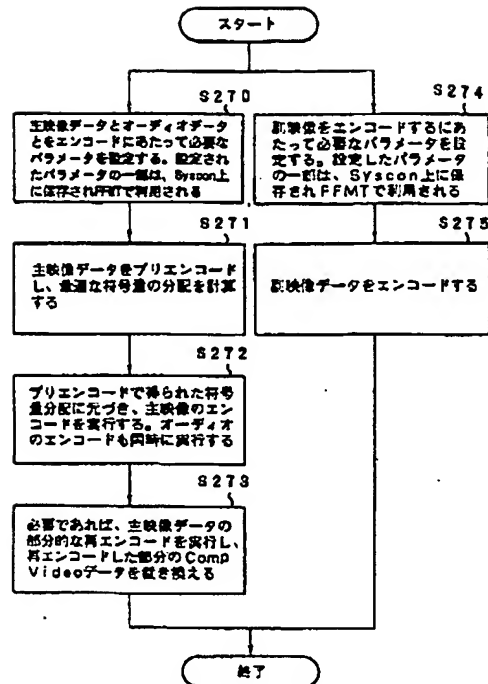 スタート
S270
主映像データとオーディオデータ
とをエンコードにあたって必要な
パラメータを設定する。設定され
たパラメータの一部は、Syscon上
に保存されFFMTで利用される
S274
副映像をエンコードするにあ
たって必要なパラメータを設
定する。設定したパラメータ
の一部は、Syscon上に保
存されFFMTで利用される
S271
主映像データをプリエンコード
し、最適な符号量の分配を計算
する
S275
副映像データをエンコードする
S272
プリエンコードで得られた符号
量分配に元づき、主映像のエン
コードを実行する。オーディオ
のエンコードも同時に実行する
S273
必要であれば、主映像データの
部分的な再エンコードを実行し、
再エンコードした部分のComp
Videoデータを置き換える
終了